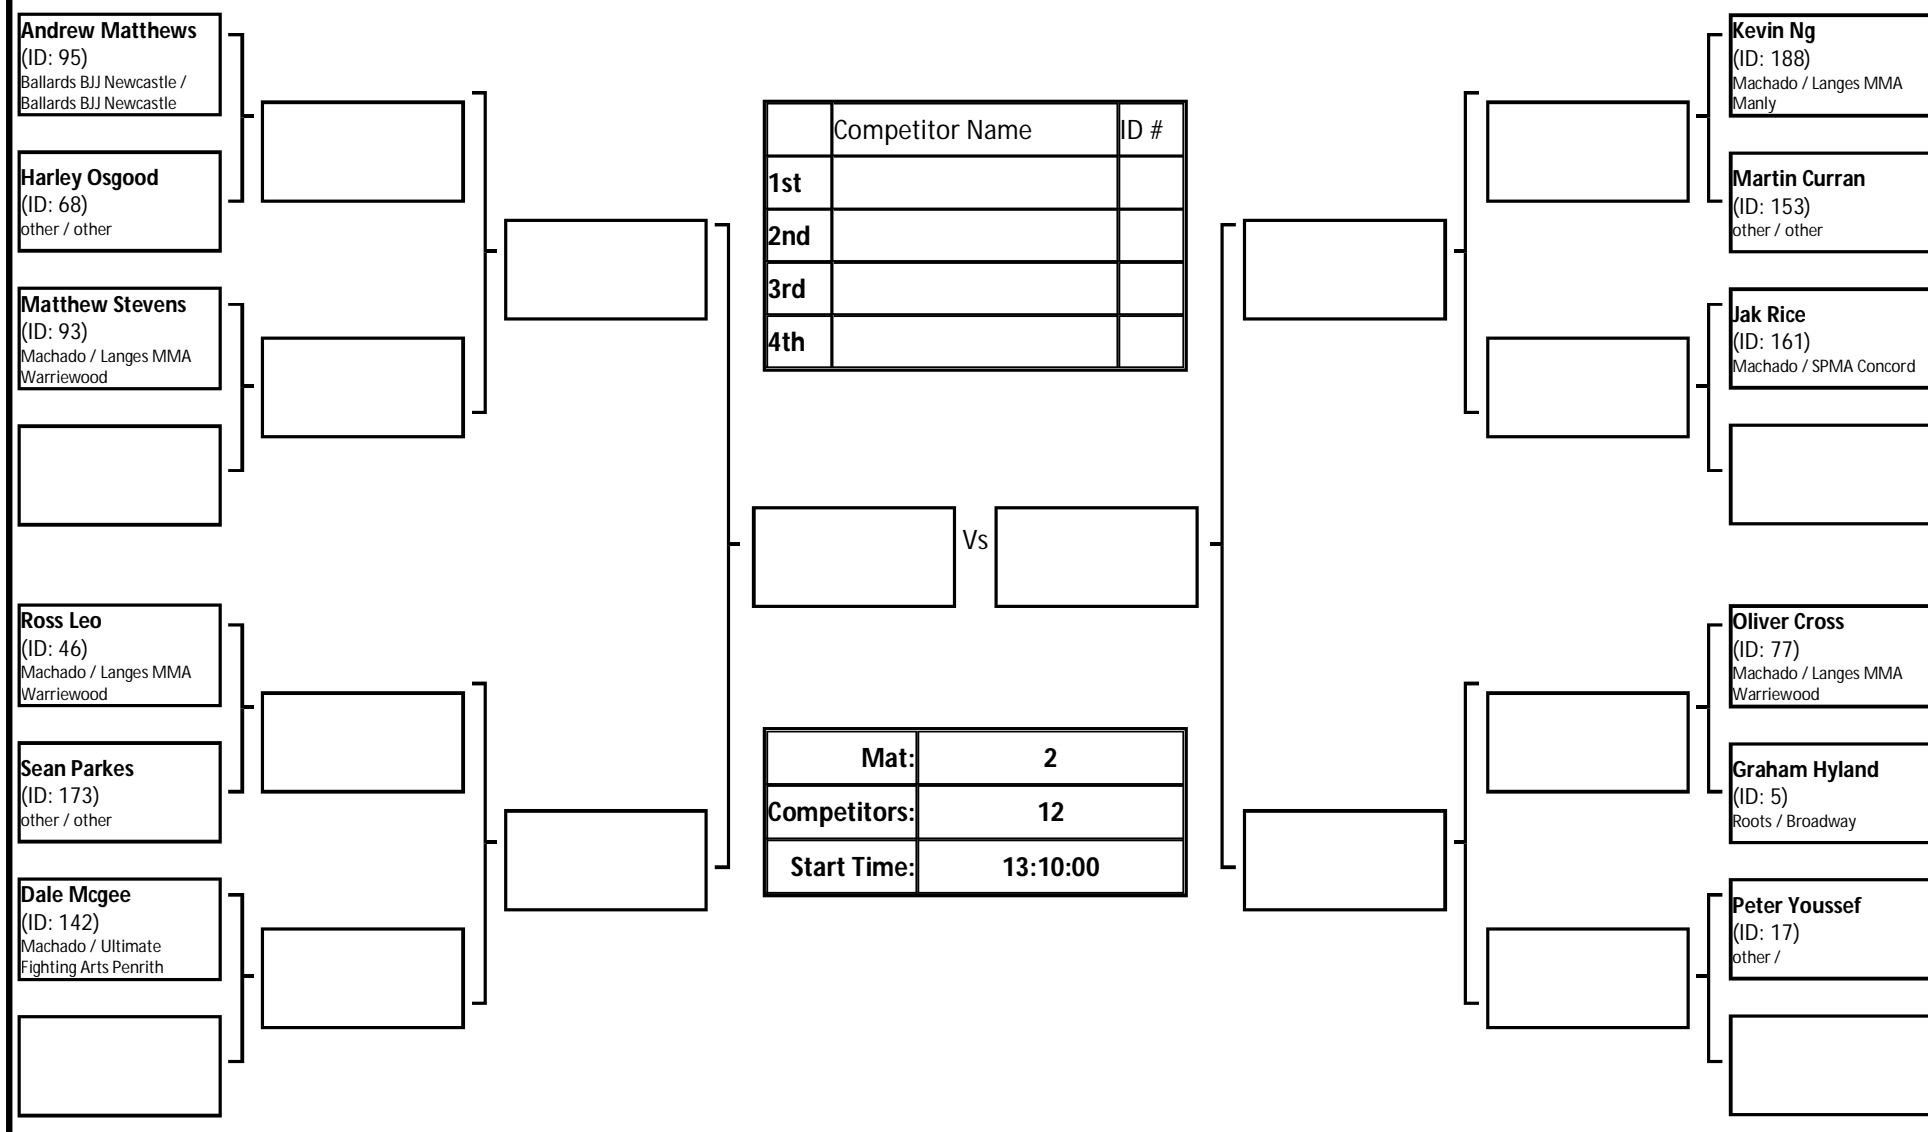 Andrew Matthews
(ID: 95)
Ballards BJJ Newcastle /
Ballards BJJ Newcastle
Harley Osgood
(ID: 68)
other / other
Matthew Stevens
(ID: 93)
Machado / Langes MMA
Warriewood
Ross Leo
(ID: 46)
Machado / Langes MMA
Warriewood
Sean Parkes
(ID: 173)
other / other
Dale Mcgee
(ID: 142)
Machado / Ultimate
Fighting Arts Penrith
Competitor Name ID #
1st
2nd
3rd
4th
Vs
Mat: 2
Competitors: 12
Start Time: 13:10:00
Kevin Ng
(ID: 188)
Machado / Langes MMA
Manly
Martin Curran
(ID: 153)
other / other
Jak Rice
(ID: 161)
Machado / SPMA Concord
Oliver Cross
(ID: 77)
Machado / Langes MMA
Warriewood
Graham Hyland
(ID: 5)
Roots / Broadway
Peter Youssef
(ID: 17)
other /